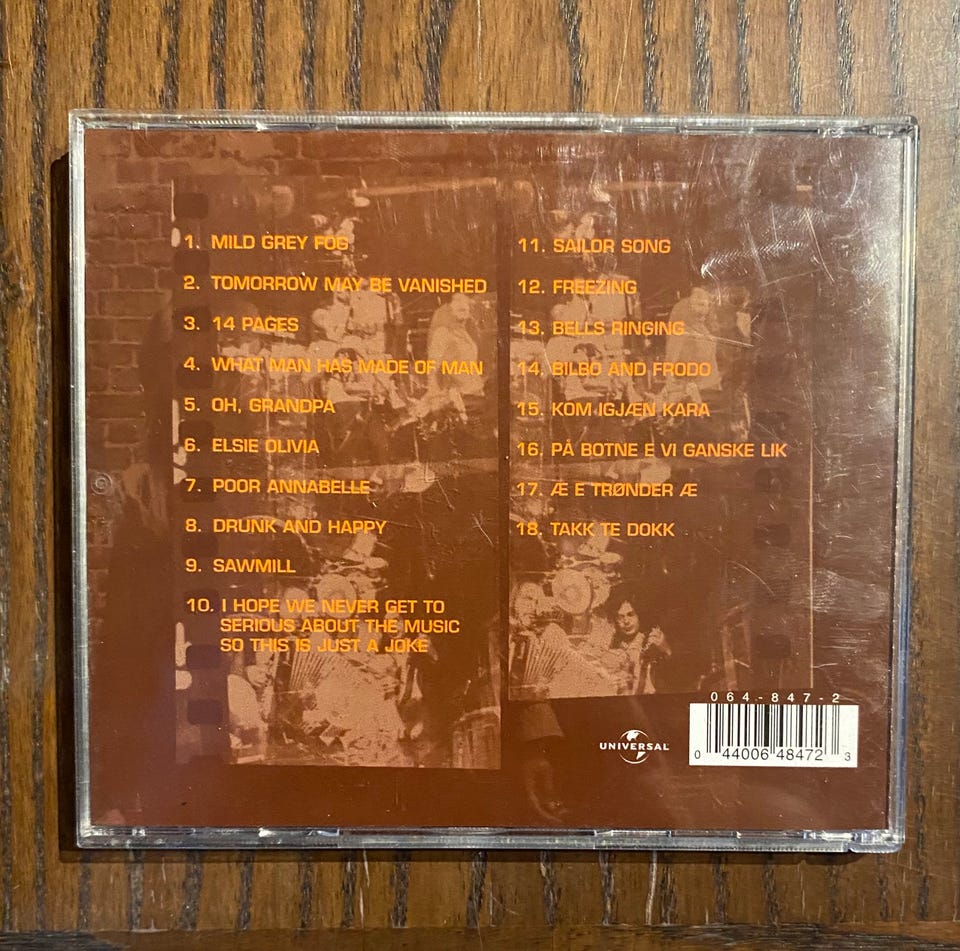 1. MILD GREY FOG
2. TOMORROW MAY BE VANISHED
3. 14 PAGES
4. WHAT MAN HAS MADE OF MAN
5. OH, GRANDPA
6. ELSIE OLIVIA
7. POOR ANNABELLE
8. DRUNK AND HAPPY
9. SAWMILL
10. I HOPE WE NEVER GET TO
SERIOUS ABOUT THE MUSIC
SO THIS IS JUST A JOKE
11. SAILOR SONG
12. FREEZING
13. BELLS RINGING
14. BILBO AND FRODO
15. KOM IGJÆN KARA
16. PÅ BOTNE E VI GANSKE LIK
17. Æ E TRØNDER Æ
18. TAKK TE DOKK
UNIVERSAL
064-847-2
0 44006 48472 3